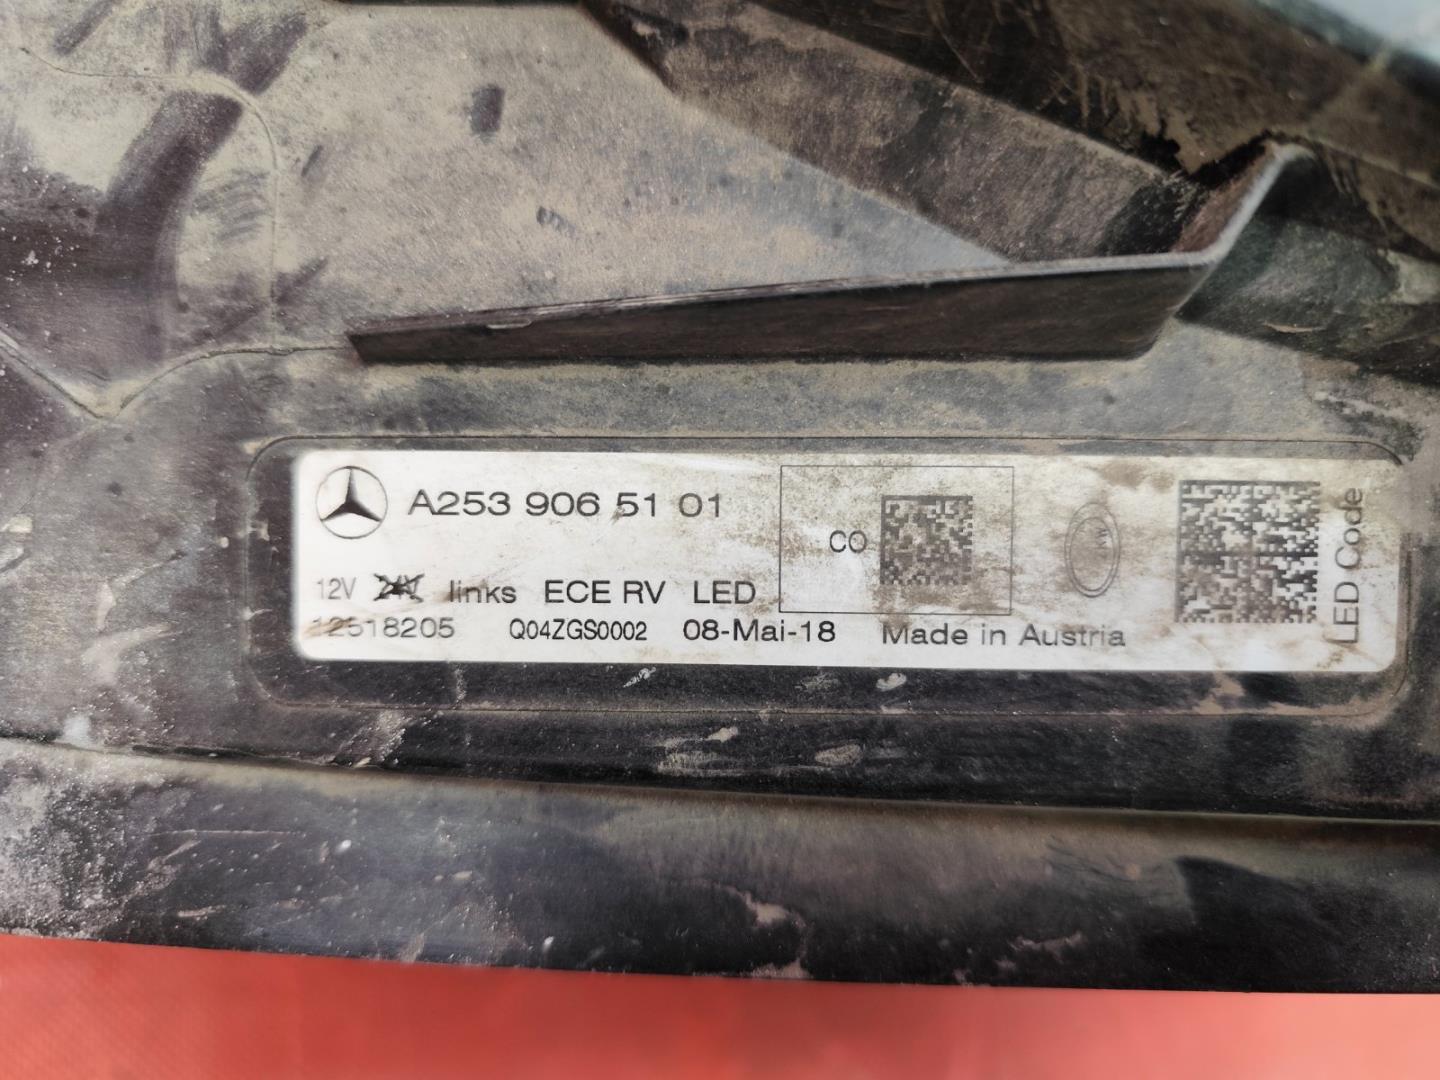 A253 906 51 01
CO
12V 24V links ECE RV LED
12518205 Q04ZGS0002 08-Mai-18 Made in Austria
LED Code